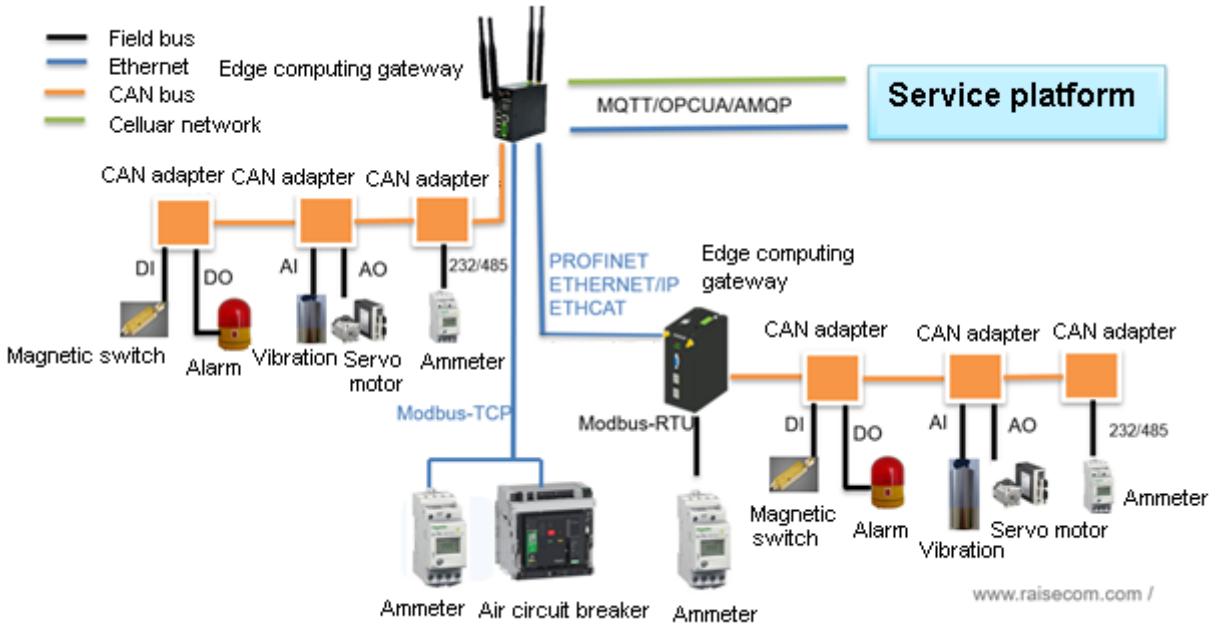 Field bus
Ethernet
Edge computing gateway
CAN bus
Celluar network
MQTT/OPCUA/AMQP
Service platform
CAN adapter
CAN adapter
CAN adapter
DI
DO
AI
AO
232/485
Magnetic switch
Alarm
Vibration
Servo
motor
Ammeter
PROFINET
ETHERNET/IP
ETHCAT
Edge computing
gateway
CAN adapter
CAN adapter
CAN adapter
Modbus-TCP
Modbus-RTU
DI
DO
AI
AO
232/485
Magnetic
switch
Alarm
Vibration
Servo motor
Ammeter
Ammeter
Air circuit breaker
Ammeter
www.raisecom.com /